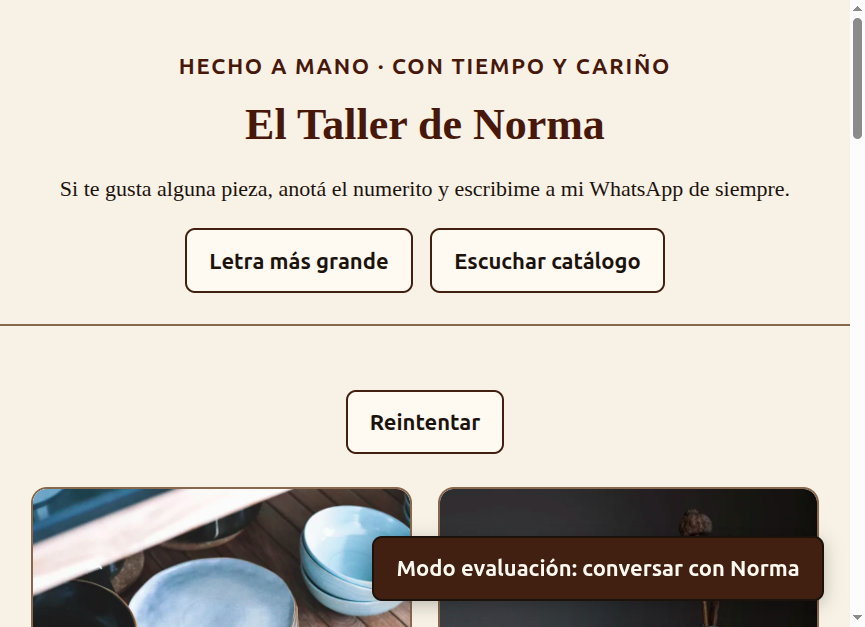 HECHO A MANO · CON TIEMPO Y CARIÑO
El Taller de Norma
Si te gusta alguna pieza, anotá el numerito y escribime a mi WhatsApp de siempre.
Letra más grande
Escuchar catálogo
Reintentar
Modo evaluación: conversar con Norma